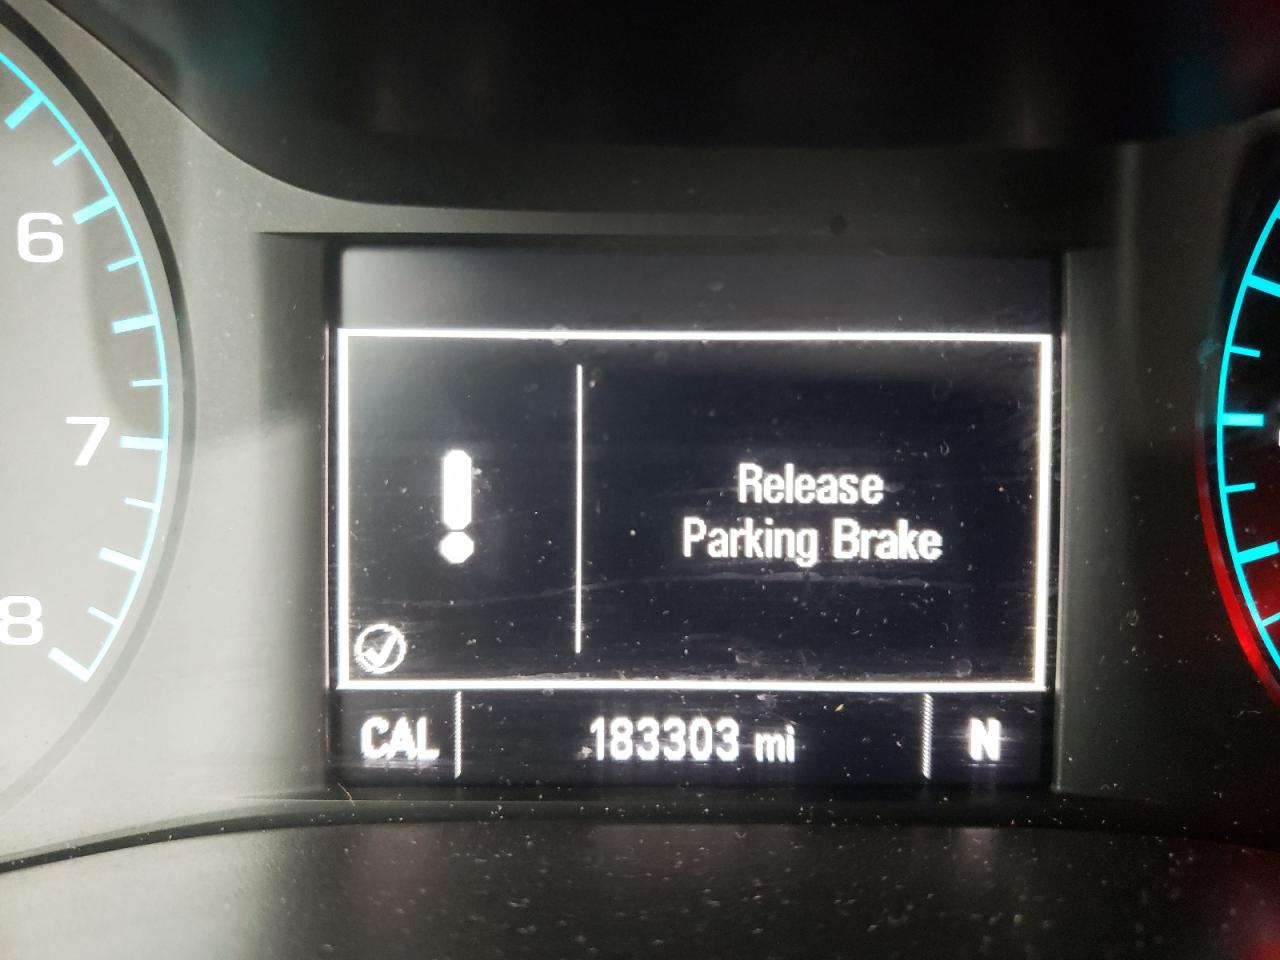 6
7
8
Release
Parking Brake
CAL 183303 mi N